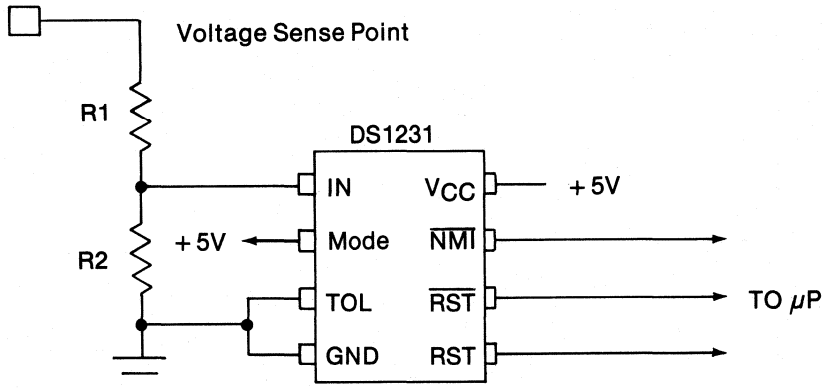 Voltage Sense Point
R1
DS1231
IN
VCC
+5V
+5V
Mode
NMI
R2
TOL
RST
TO µP
GND
RST